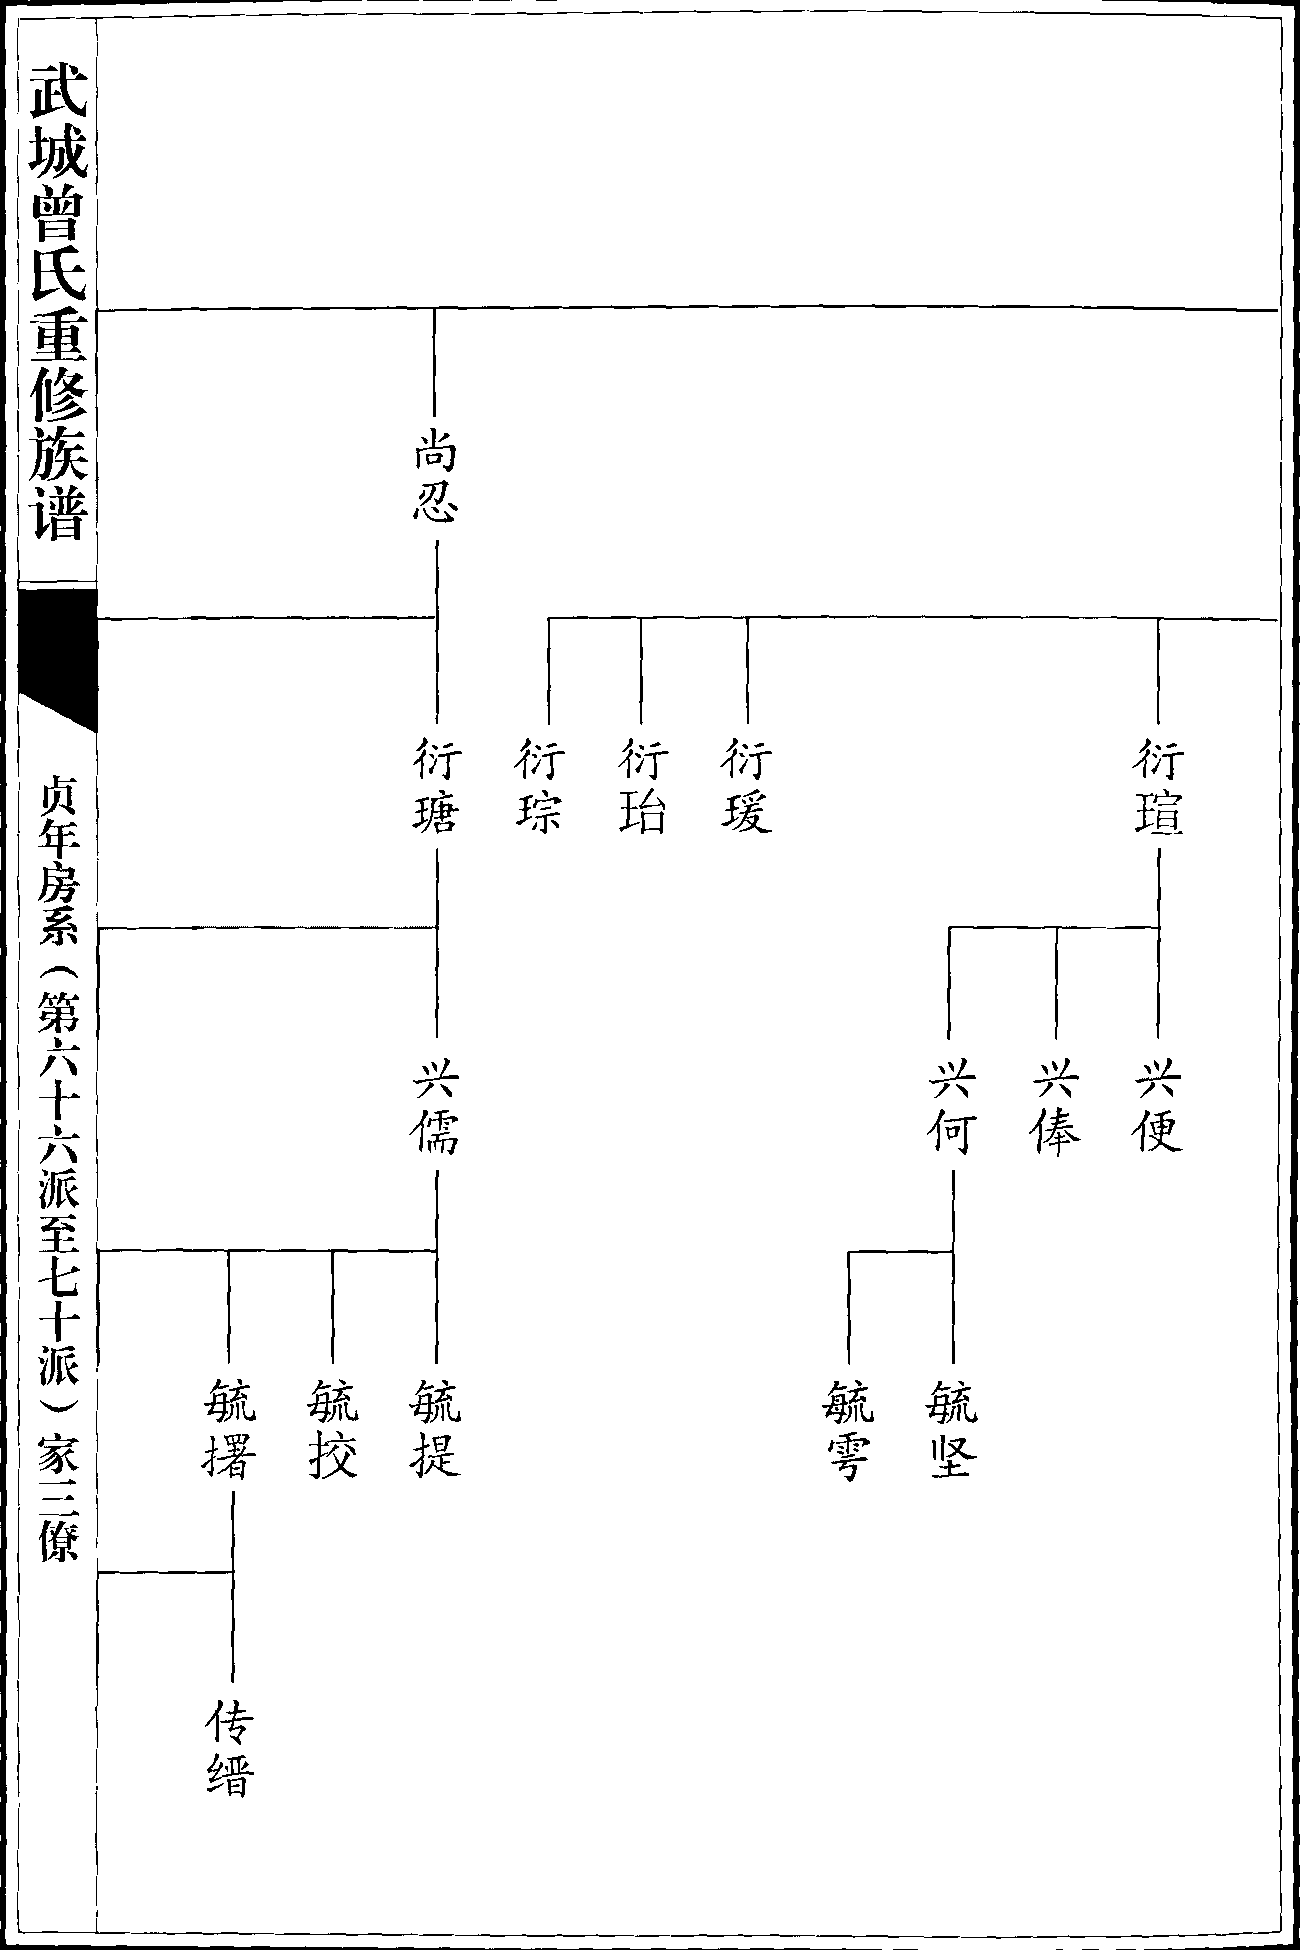 武城曾氏重修族谱
贞年房系（第六十六派至七十派）家三僚
尚忍
衍瑄
衍瑗
衍珆
衍琮
衍瑭
兴便
兴俸
兴何
兴儒
毓坚
毓雩
毓提
毓挍
毓撂
传缙